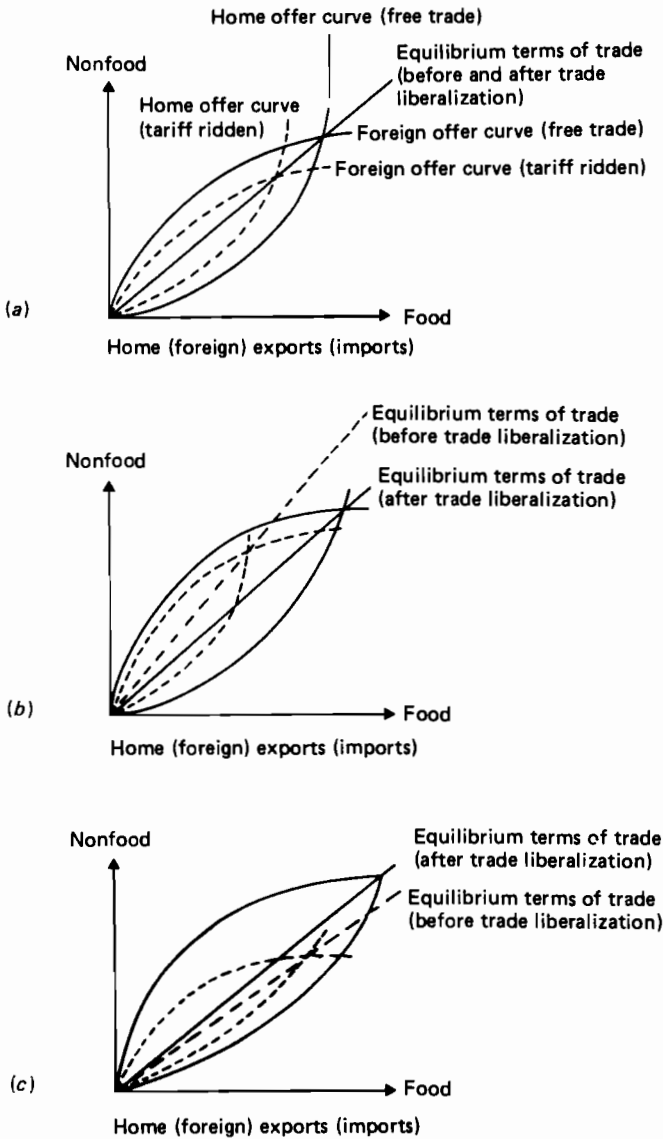 Home offer curve (free trade)
Nonfood
Equilibrium terms of trade
(before and after trade
liberalization)
Home offer curve
(tariff ridden)
Foreign offer curve (free trade)
Foreign offer curve (tariff ridden)
(a)
Food
Home (foreign) exports (imports)
Equilibrium terms of trade
(before trade liberalization)
Nonfood
Equilibrium terms of trade
(after trade liberalization)
(b)
Food
Home (foreign) exports (imports)
Nonfood
Equilibrium terms of trade
(after trade liberalization)
Equilibrium terms of trade
(before trade liberalization)
(c)
Food
Home (foreign) exports (imports)